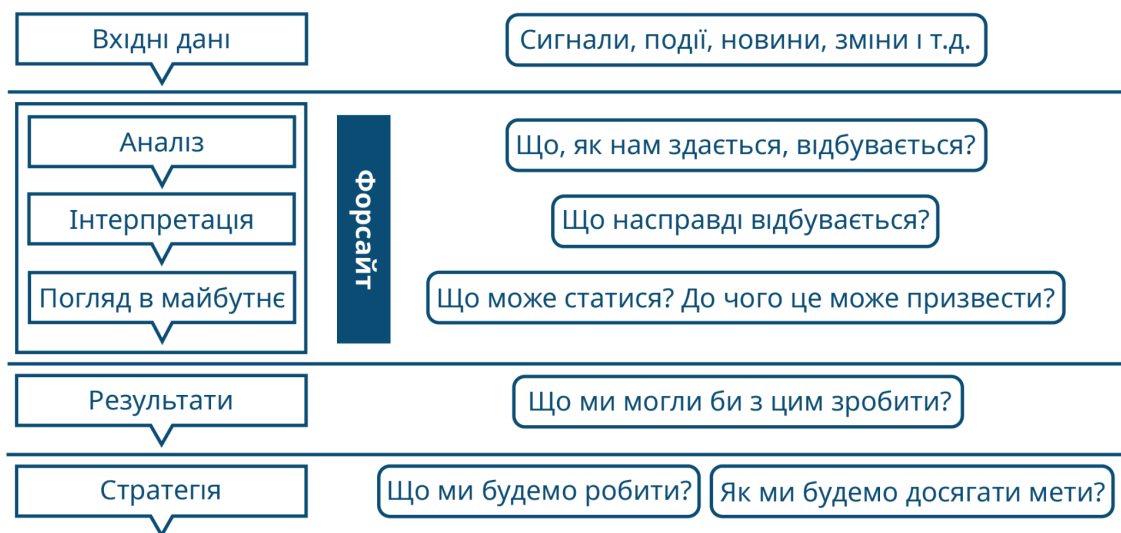 Вхідні дані
Сигнали, події, новини, зміни і т.д.
Аналіз
Що, як нам здається, відбувається?
Форсайт
Інтерпретація
Що насправді відбувається?
Погляд в майбутнє
Що може статися? До чого це може призвести?
Результати
Що ми могли би з цим зробити?
Стратегія
Що ми будемо робити?
Як ми будемо досягати мети?